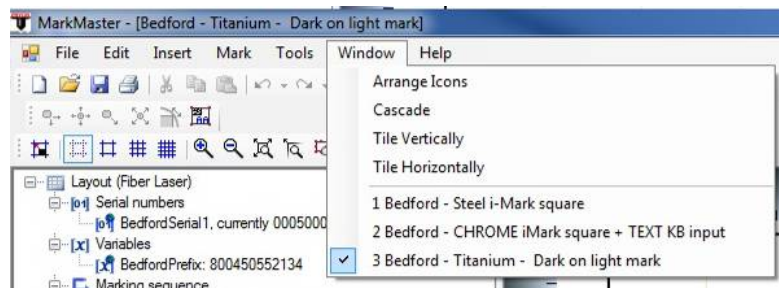 MarkMaster - [Bedford - Titanium - Dark on light mark]
File Edit Insert Mark Tools Window Help
Arrange Icons
Cascade
Tile Vertically
Tile Horizontally
1 Bedford - Steel i-Mark square
2 Bedford - CHROME iMark square + TEXT KB input
3 Bedford - Titanium - Dark on light mark
Layout (Fiber Laser)
Serial numbers
BedfordSerial1, currently 0005000
Variables
BedfordPrefix: 800450552134
Marking sequence